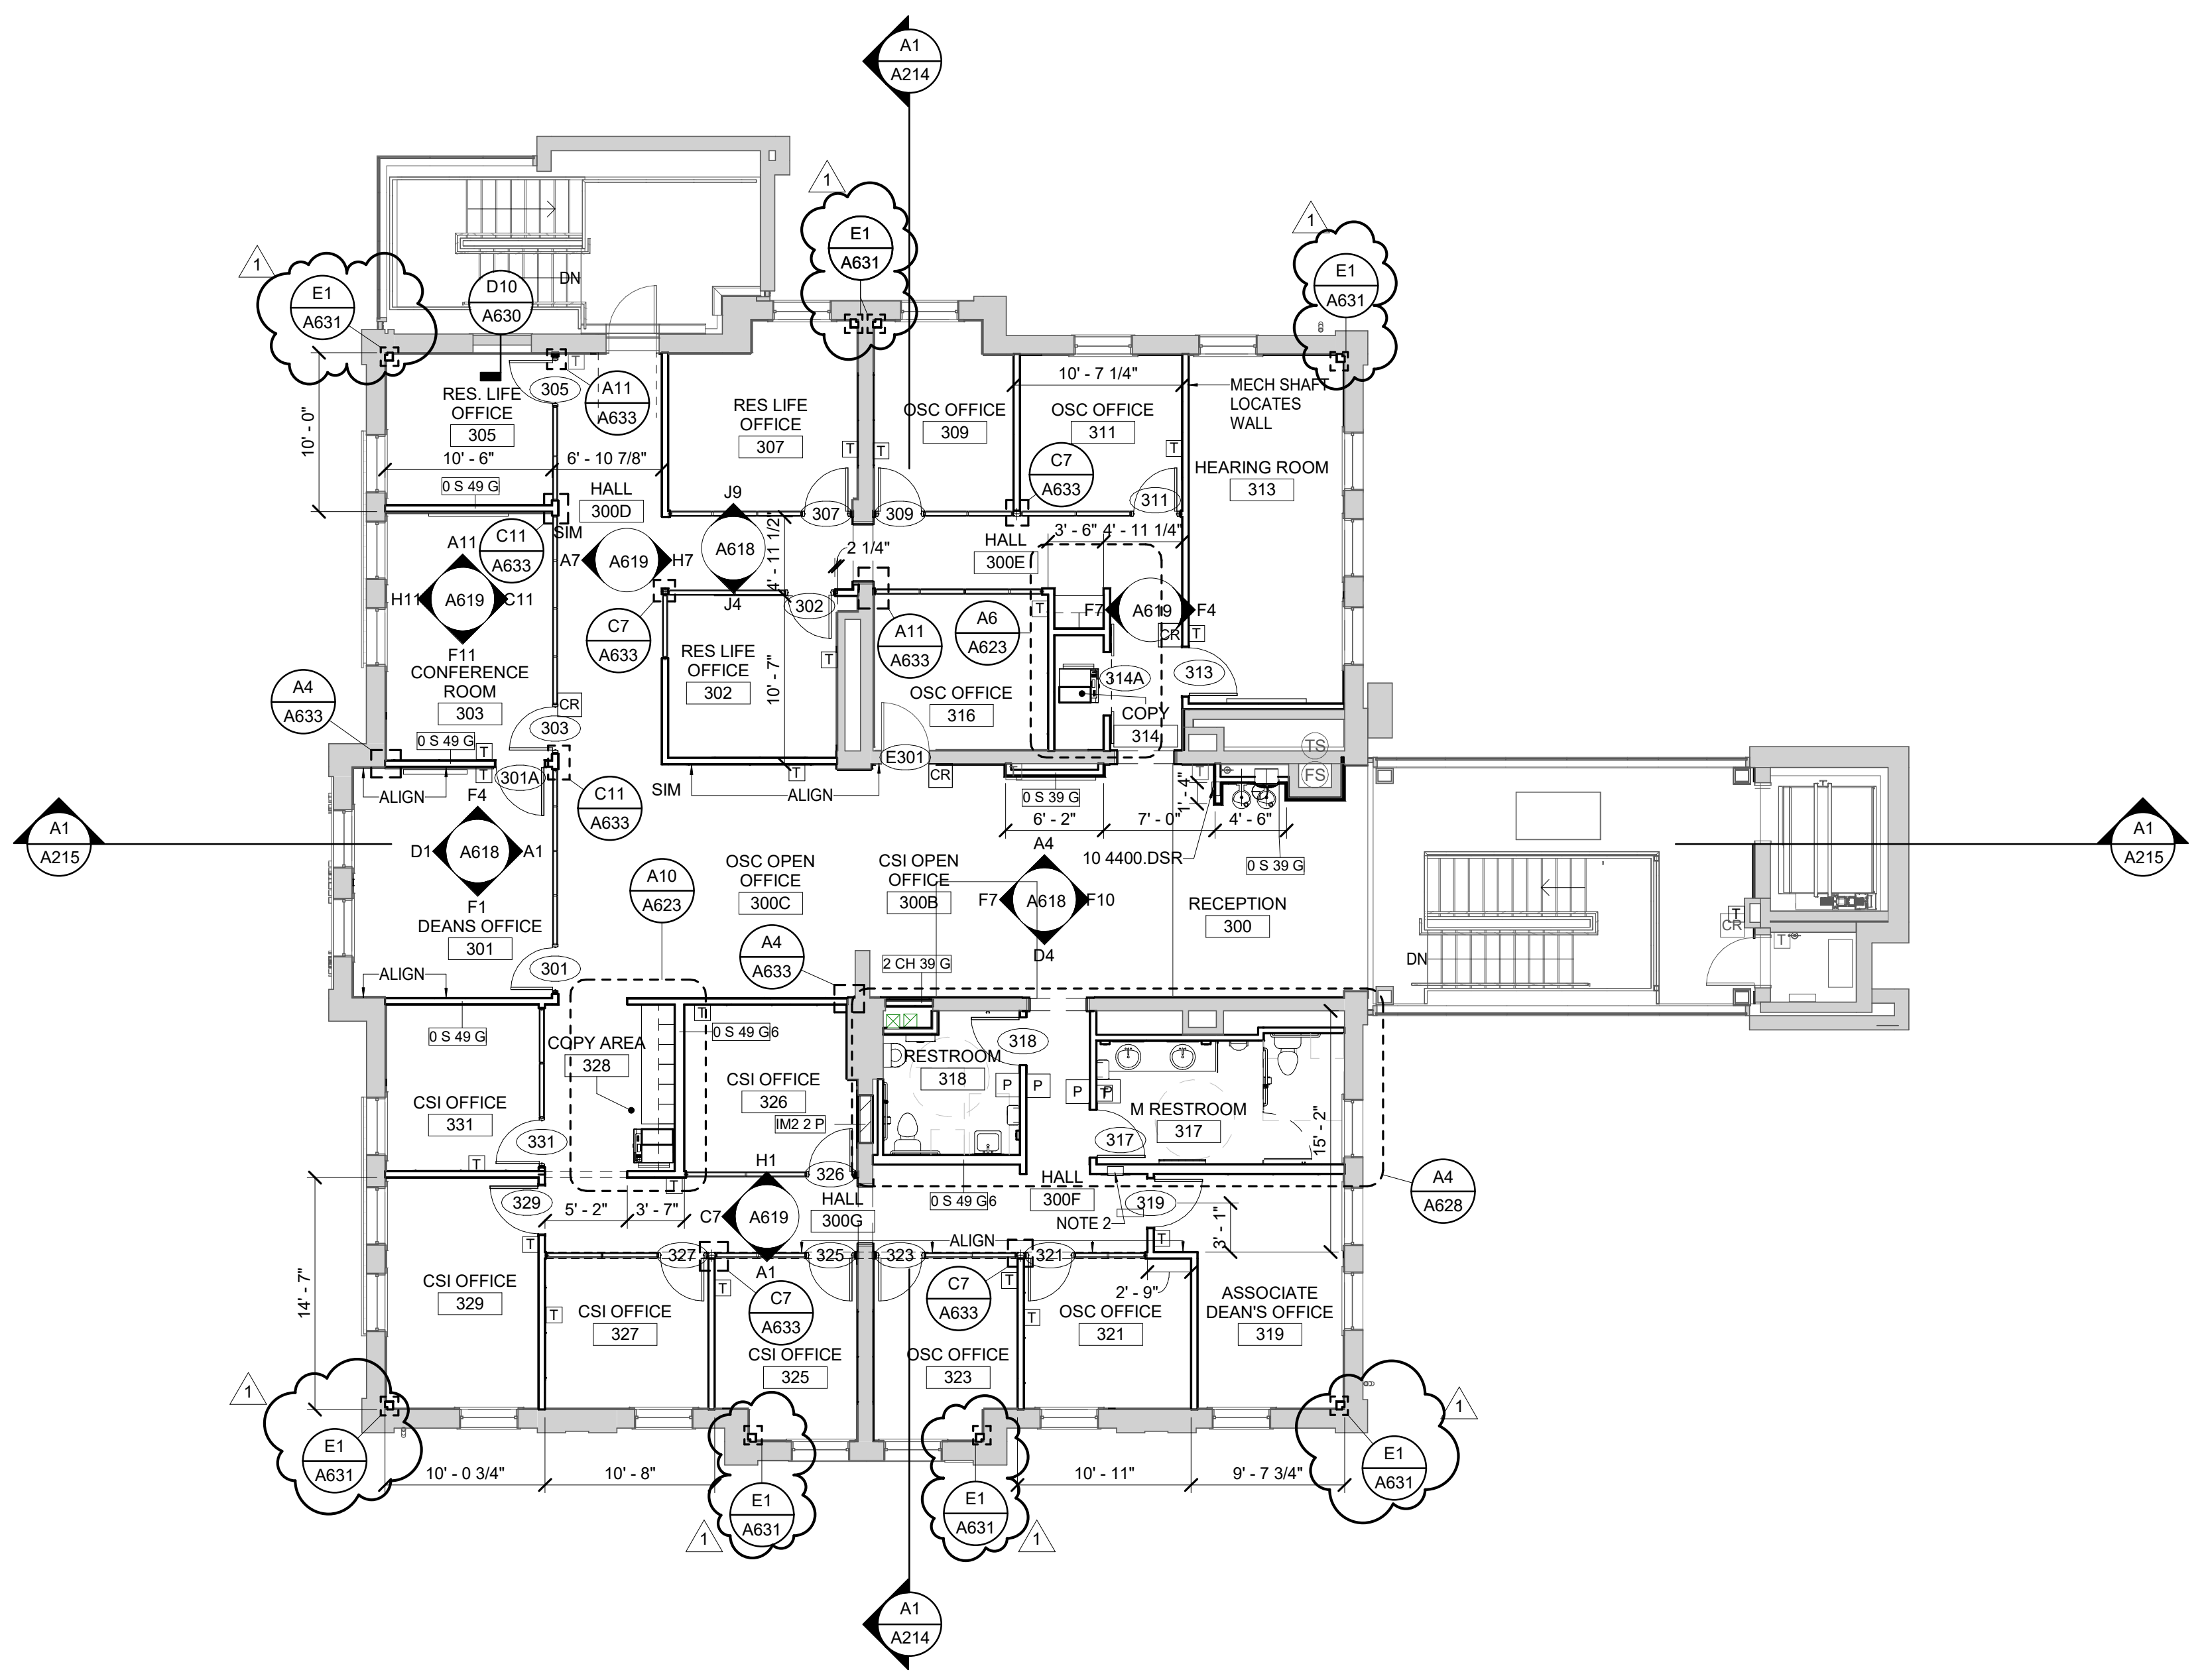 A1
A214
1
E1
A631
1
E1
A631
1
E1
A631
DN
D10
A630
305
A11
A633
T
RES. LIFE
OFFICE
305
10' - 0"
10' - 6"
6' - 10 7/8"
0 S 49 G
HALL
300D
SIM
RES LIFE
OFFICE
307
T
T
307
OSC OFFICE
309
309
10' - 7 1/4"
OSC OFFICE
311
T
C7
A633
311
MECH SHAFT
LOCATES
WALL
HEARING ROOM
313
C11
A633
A11
H11
A619
C11
F11
CONFERENCE
ROOM
303
A7
A619
H7
J9
A618
J4
4' - 11 1/2"
2 1/4"
HALL
300E
3' - 6"
4' - 11 1/4"
302
C7
A633
RES LIFE
OFFICE
302
10' - 7"
T
A11
A633
A6
A623
T
F7
A619
F4
CR
T
313
314A
OSC OFFICE
316
COPY
314
A4
A633
CR
303
0 S 49 G
T
T
301A
ALIGN
C11
A633
SIM
ALIGN
T
E301
CR
0 S 39 G
TS
FS
T
1' - 4"
6' - 2"
7' - 0"
4' - 6"
10 4400.DSR
0 S 39 G
A1
A215
F4
D1
A618
A1
F1
DEANS OFFICE
301
ALIGN
301
A10
A623
OSC OPEN
OFFICE
300C
CSI OPEN
OFFICE
300B
A4
F7
A618
F10
D4
RECEPTION
300
DN
T
CR
T
A1
A215
A4
A633
2 CH 39 G
0 S 49 G
COPY AREA
328
T
0 S 49 G6
CSI OFFICE
331
331
T
CSI OFFICE
326
IM2 2 P
326
RESTROOM
318
318
P
P
P
P
M RESTROOM
317
317
15' - 2"
A4
A628
329
5' - 2"
3' - 7"
T
H1
C7
A619
A1
HALL
300G
0 S 49 G6
HALL
300F
NOTE 2
319
3' - 1"
T
ALIGN
T
327
325
323
321
14' - 7"
CSI OFFICE
329
T
CSI OFFICE
327
T
C7
A633
CSI OFFICE
325
C7
A633
T
OSC OFFICE
323
T
2' - 9"
OSC OFFICE
321
ASSOCIATE
DEAN'S OFFICE
319
1
E1
A631
10' - 0 3/4"
10' - 8"
E1
A631
1
E1
A631
1
10' - 11"
9' - 7 3/4"
E1
A631
1
A1
A214